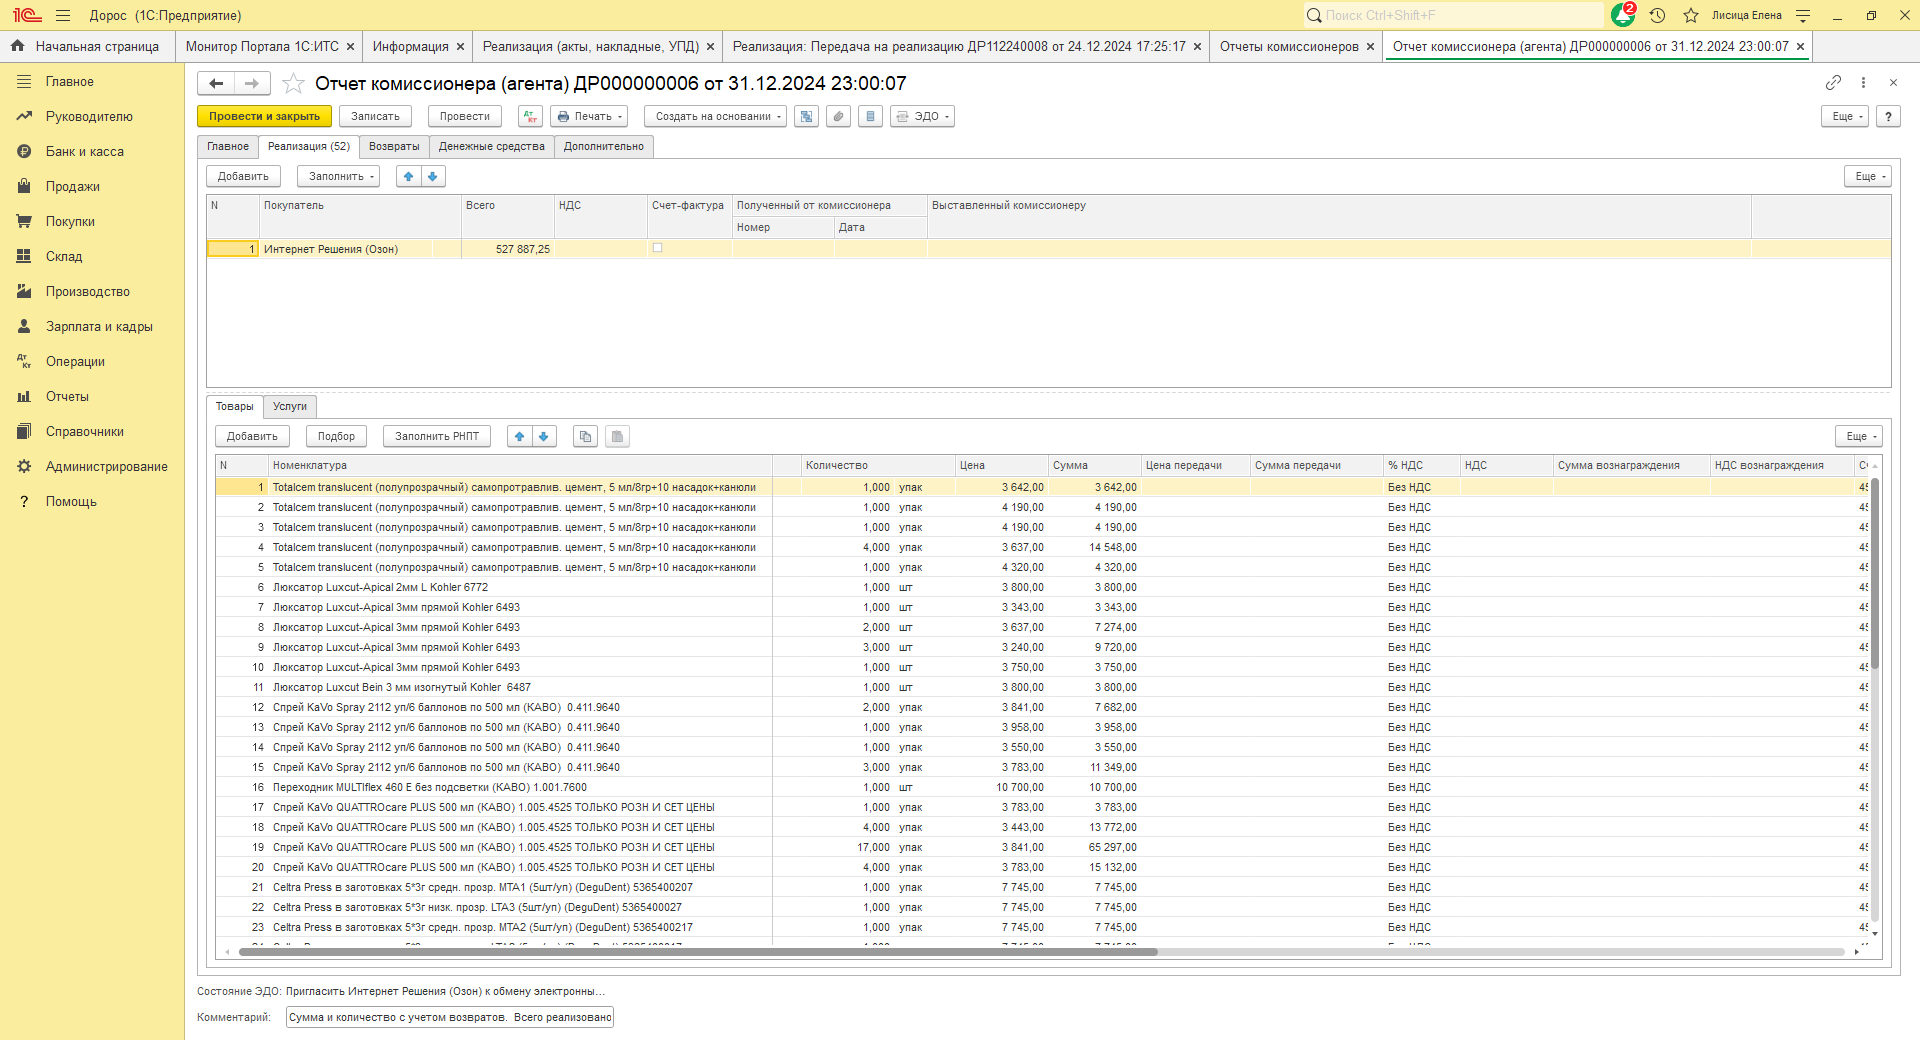 Дорос (1С:Предприятие)
Поиск Ctrl+Shift+F
2
Лисица Елена
Начальная страница
Монитор Портала 1С:ИТС
Информация
Реализация (акты, накладные, УПД)
Реализация: Передача на реализацию ДР112240008 от 24.12.2024 17:25:17
Отчеты комиссионеров
Отчет комиссионера (агента) ДР000000006 от 31.12.2024 23:00:07
Главное
Руководителю
Банк и касса
Продажи
Покупки
Склад
Производство
Зарплата и кадры
Операции
Отчеты
Справочники
Администрирование
Помощь
Отчет комиссионера (агента) ДР000000006 от 31.12.2024 23:00:07
Провести и закрыть Записать Провести Печать Создать на основании ЭДО Еще ?
Главное Реализация (52) Возвраты Денежные средства Дополнительно
Добавить Заполнить Еще
N Покупатель Всего НДС Счет-фактура Полученный от комиссионера Выставленный комиссионеру
Номер Дата
1 Интернет Решения (Озон) 527 887,25
Товары Услуги
Добавить Подбор Заполнить РНПТ Еще
N Номенклатура Количество Цена Сумма Цена передачи Сумма передачи % НДС НДС Сумма вознаграждения НДС вознаграждения
1 Totalcem translucent (полупрозрачный) самопротравлив. цемент, 5 мл/8гр+10 насадок+канюли 1,000 упак 3 642,00 3 642,00 Без НДС 45
2 Totalcem translucent (полупрозрачный) самопротравлив. цемент, 5 мл/8гр+10 насадок+канюли 1,000 упак 4 190,00 4 190,00 Без НДС 45
3 Totalcem translucent (полупрозрачный) самопротравлив. цемент, 5 мл/8гр+10 насадок+канюли 1,000 упак 4 190,00 4 190,00 Без НДС 45
4 Totalcem translucent (полупрозрачный) самопротравлив. цемент, 5 мл/8гр+10 насадок+канюли 4,000 упак 3 637,00 14 548,00 Без НДС 45
5 Totalcem translucent (полупрозрачный) самопротравлив. цемент, 5 мл/8гр+10 насадок+канюли 1,000 упак 4 320,00 4 320,00 Без НДС 45
6 Люксатор Luxcut-Apical 2мм L Kohler 6772 1,000 шт 3 800,00 3 800,00 Без НДС 45
7 Люксатор Luxcut-Apical 3мм прямой Kohler 6493 1,000 шт 3 343,00 3 343,00 Без НДС 45
8 Люксатор Luxcut-Apical 3мм прямой Kohler 6493 2,000 шт 3 637,00 7 274,00 Без НДС 45
9 Люксатор Luxcut-Apical 3мм прямой Kohler 6493 3,000 шт 3 240,00 9 720,00 Без НДС 45
10 Люксатор Luxcut-Apical 3мм прямой Kohler 6493 1,000 шт 3 750,00 3 750,00 Без НДС 45
11 Люксатор Luxcut Bein 3 мм изогнутый Kohler 6487 1,000 шт 3 800,00 3 800,00 Без НДС 45
12 Спрей KaVo Spray 2112 уп/6 баллонов по 500 мл (КАВО) 0.411.9640 2,000 упак 3 841,00 7 682,00 Без НДС 45
13 Спрей KaVo Spray 2112 уп/6 баллонов по 500 мл (КАВО) 0.411.9640 1,000 упак 3 958,00 3 958,00 Без НДС 45
14 Спрей KaVo Spray 2112 уп/6 баллонов по 500 мл (КАВО) 0.411.9640 1,000 упак 3 550,00 3 550,00 Без НДС 45
15 Спрей KaVo Spray 2112 уп/6 баллонов по 500 мл (КАВО) 0.411.9640 3,000 упак 3 783,00 11 349,00 Без НДС 45
16 Переходник MULTIflex 460 E без подсветки (КАВО) 1.001.7600 1,000 шт 10 700,00 10 700,00 Без НДС 45
17 Спрей KaVo QUATTROcare PLUS 500 мл (КАВО) 1.005.4525 ТОЛЬКО РОЗН И СЕТ ЦЕНЫ 1,000 упак 3 783,00 3 783,00 Без НДС 45
18 Спрей KaVo QUATTROcare PLUS 500 мл (КАВО) 1.005.4525 ТОЛЬКО РОЗН И СЕТ ЦЕНЫ 4,000 упак 3 443,00 13 772,00 Без НДС 45
19 Спрей KaVo QUATTROcare PLUS 500 мл (КАВО) 1.005.4525 ТОЛЬКО РОЗН И СЕТ ЦЕНЫ 17,000 упак 3 841,00 65 297,00 Без НДС 45
20 Спрей KaVo QUATTROcare PLUS 500 мл (КАВО) 1.005.4525 ТОЛЬКО РОЗН И СЕТ ЦЕНЫ 4,000 упак 3 783,00 15 132,00 Без НДС 45
21 Celtra Press в заготовках 5*3г средн. прозр. MTA1 (5шт/уп) (DeguDent) 5365400207 1,000 упак 7 745,00 7 745,00 Без НДС 45
22 Celtra Press в заготовках 5*3г низк. прозр. LTA3 (5шт/уп) (DeguDent) 536540027 1,000 упак 7 745,00 7 745,00 Без НДС 45
23 Celtra Press в заготовках 5*3г средн. прозр. MTA2 (5шт/уп) (DeguDent) 5365400217 1,000 упак 7 745,00 7 745,00 Без НДС 45
Состояние ЭДО: Пригласить Интернет Решения (Озон) к обмену электронны...
Комментарий: Сумма и количество с учетом возвратов. Всего реализовано